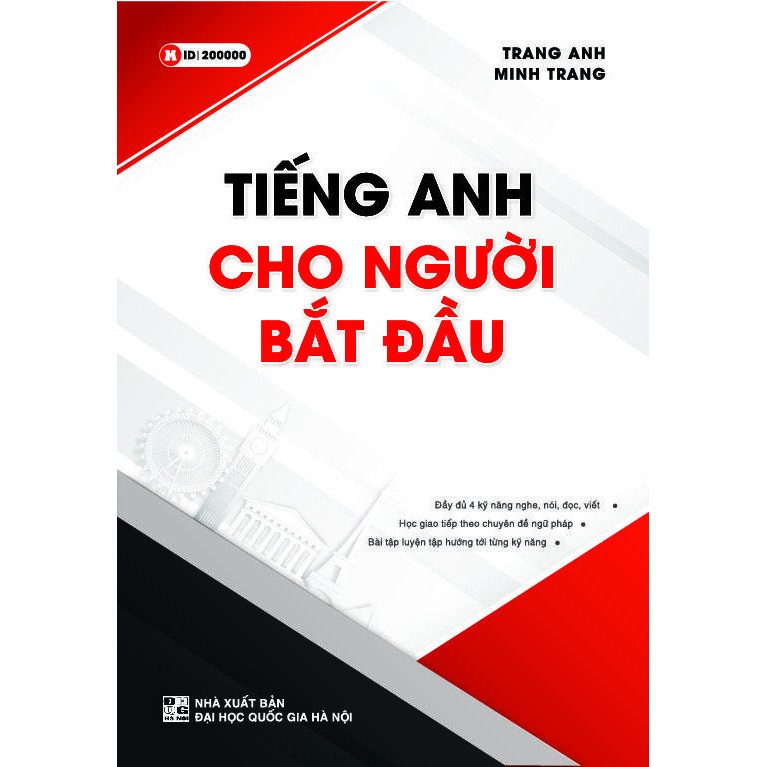 ID|200000
TRANG ANH
MINH TRANG
TIẾNG ANH
CHO NGƯỜI
BẮT ĐẦU
Đầy đủ 4 kỹ năng nghe, nói, đọc, viết •
Học giao tiếp theo chuyên đề ngữ pháp •
Bài tập luyện tập hướng tới từng kỹ năng •
NHÀ XUẤT BẢN
ĐẠI HỌC QUỐC GIA HÀ NỘI